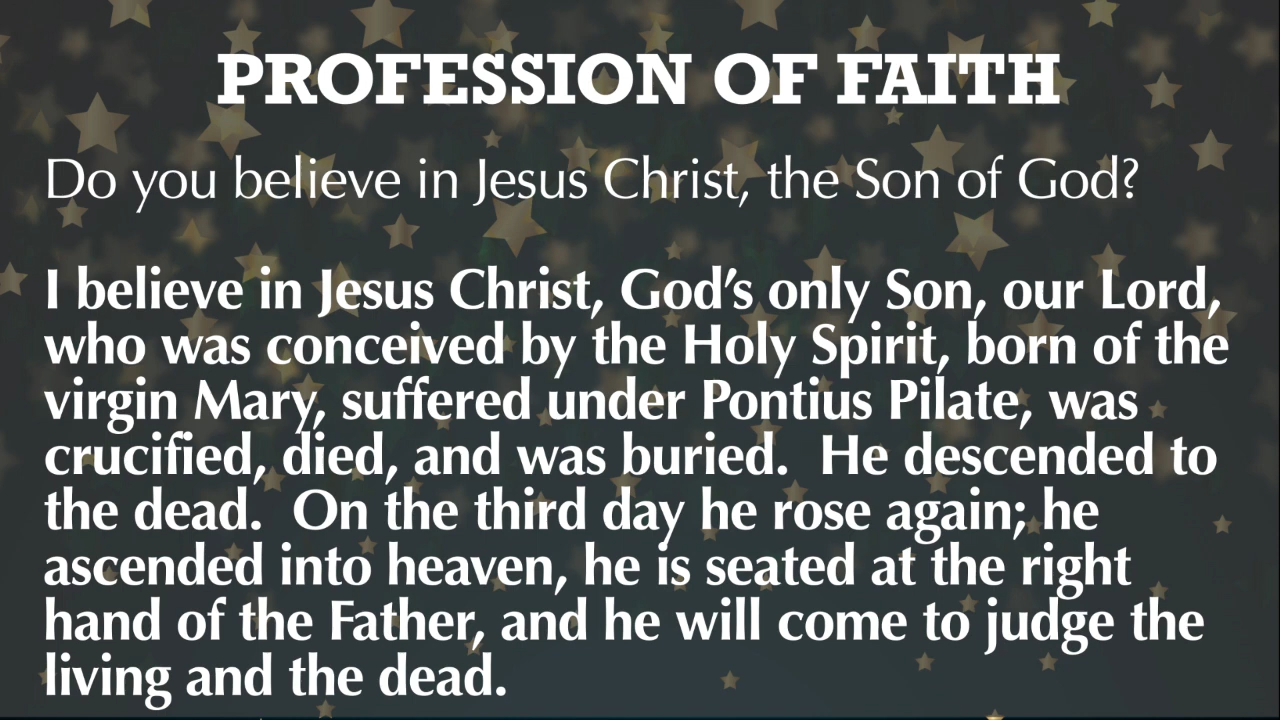 PROFESSION OF FAITH
Do you believe in Jesus Christ, the Son of God?
I believe in Jesus Christ, God’s only Son, our Lord,
who was conceived by the Holy Spirit, born of the
virgin Mary, suffered under Pontius Pilate, was
crucified, died, and was buried.  He descended to
the dead.  On the third day he rose again; he
ascended into heaven, he is seated at the right
hand of the Father, and he will come to judge the
living and the dead.